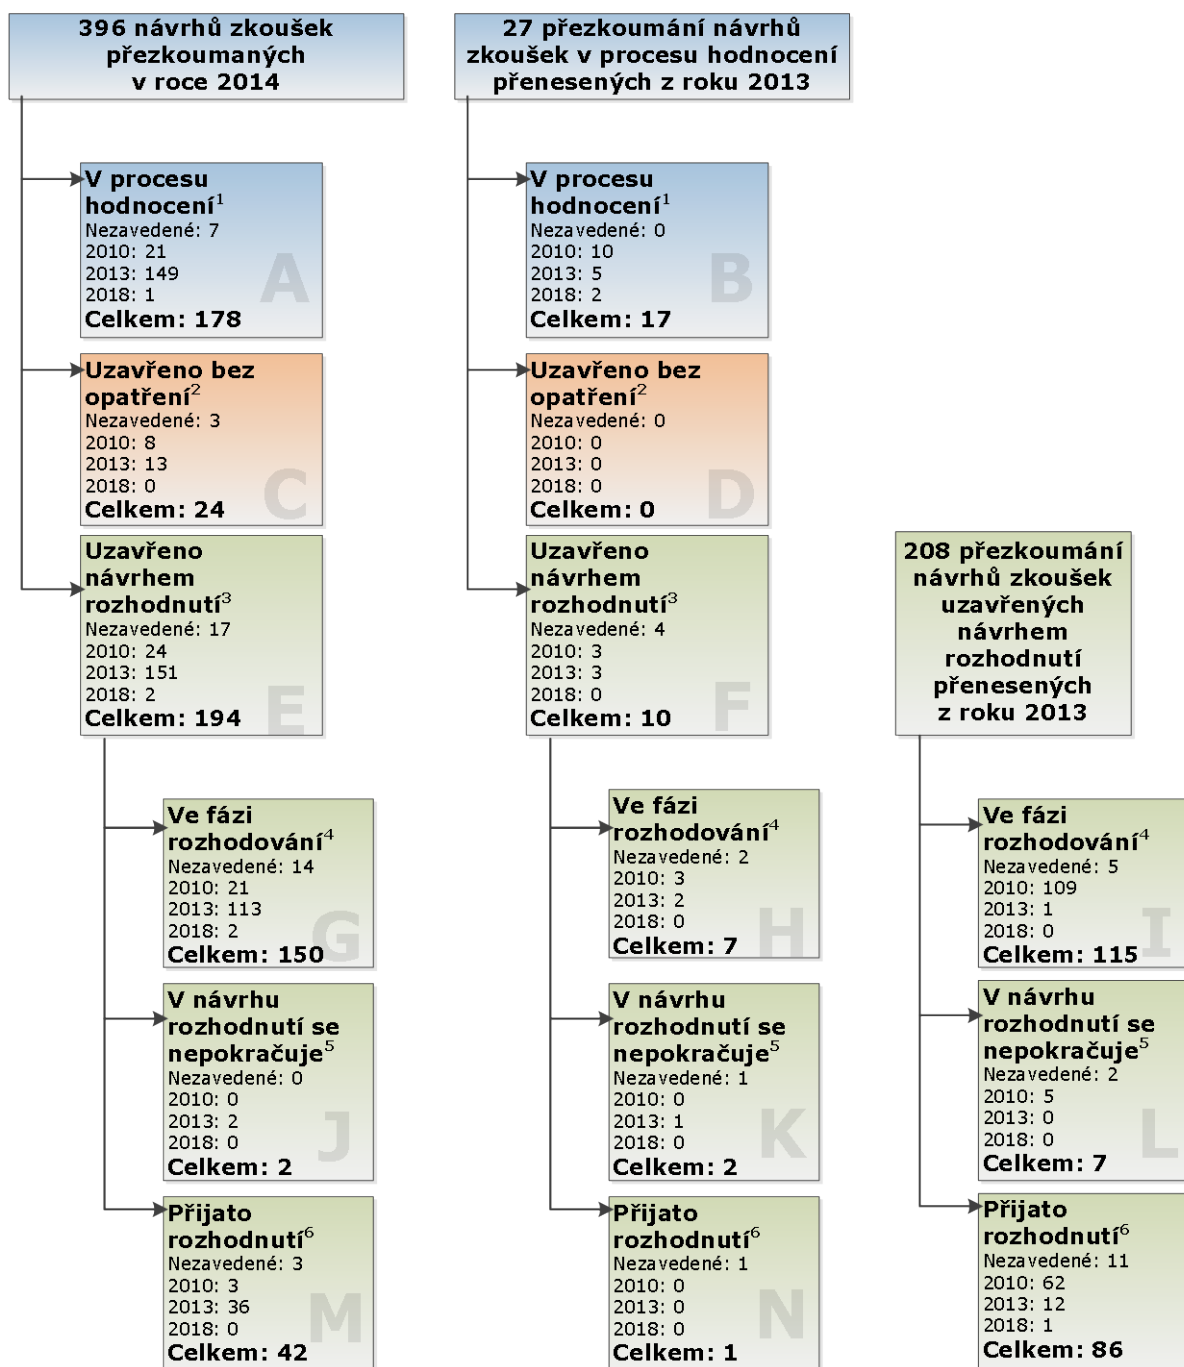 396 návrhů zkoušek
přezkoumaných
v roce 2014
27 přezkoumání návrhů
zkoušek v procesu hodnocení
přenesených z roku 2013
V procesu
hodnocení¹
Nezavedené: 7
2010: 21
2013: 149
2018: 1
Celkem: 178
A
V procesu
hodnocení¹
Nezavedené: 0
2010: 10
2013: 5
2018: 2
Celkem: 17
B
Uzavřeno bez
opatření²
Nezavedené: 3
2010: 8
2013: 13
2018: 0
Celkem: 24
C
Uzavřeno bez
opatření²
Nezavedené: 0
2010: 0
2013: 0
2018: 0
Celkem: 0
D
Uzavřeno
návrhem
rozhodnutí³
Nezavedené: 17
2010: 24
2013: 151
2018: 2
Celkem: 194
E
Uzavřeno
návrhem
rozhodnutí³
Nezavedené: 4
2010: 3
2013: 3
2018: 0
Celkem: 10
F
208 přezkoumání
návrhů zkoušek
uzavřených
návrhem
rozhodnutí
přenesených
z roku 2013
Ve fázi
rozhodování⁴
Nezavedené: 14
2010: 21
2013: 113
2018: 2
Celkem: 150
G
Ve fázi
rozhodování⁴
Nezavedené: 2
2010: 3
2013: 2
2018: 0
Celkem: 7
H
Ve fázi
rozhodování⁴
Nezavedené: 5
2010: 109
2013: 1
2018: 0
Celkem: 115
I
V návrhu
rozhodnutí se
nepokračuje⁵
Nezavedené: 0
2010: 0
2013: 2
2018: 0
Celkem: 2
J
V návrhu
rozhodnutí se
nepokračuje⁵
Nezavedené: 1
2010: 0
2013: 1
2018: 0
Celkem: 2
K
V návrhu
rozhodnutí se
nepokračuje⁵
Nezavedené: 2
2010: 5
2013: 0
2018: 0
Celkem: 7
L
Přijato
rozhodnutí⁶
Nezavedené: 3
2010: 3
2013: 36
2018: 0
Celkem: 42
M
Přijato
rozhodnutí⁶
Nezavedené: 1
2010: 0
2013: 0
2018: 0
Celkem: 1
N
Přijato
rozhodnutí⁶
Nezavedené: 11
2010: 62
2013: 12
2018: 1
Celkem: 86